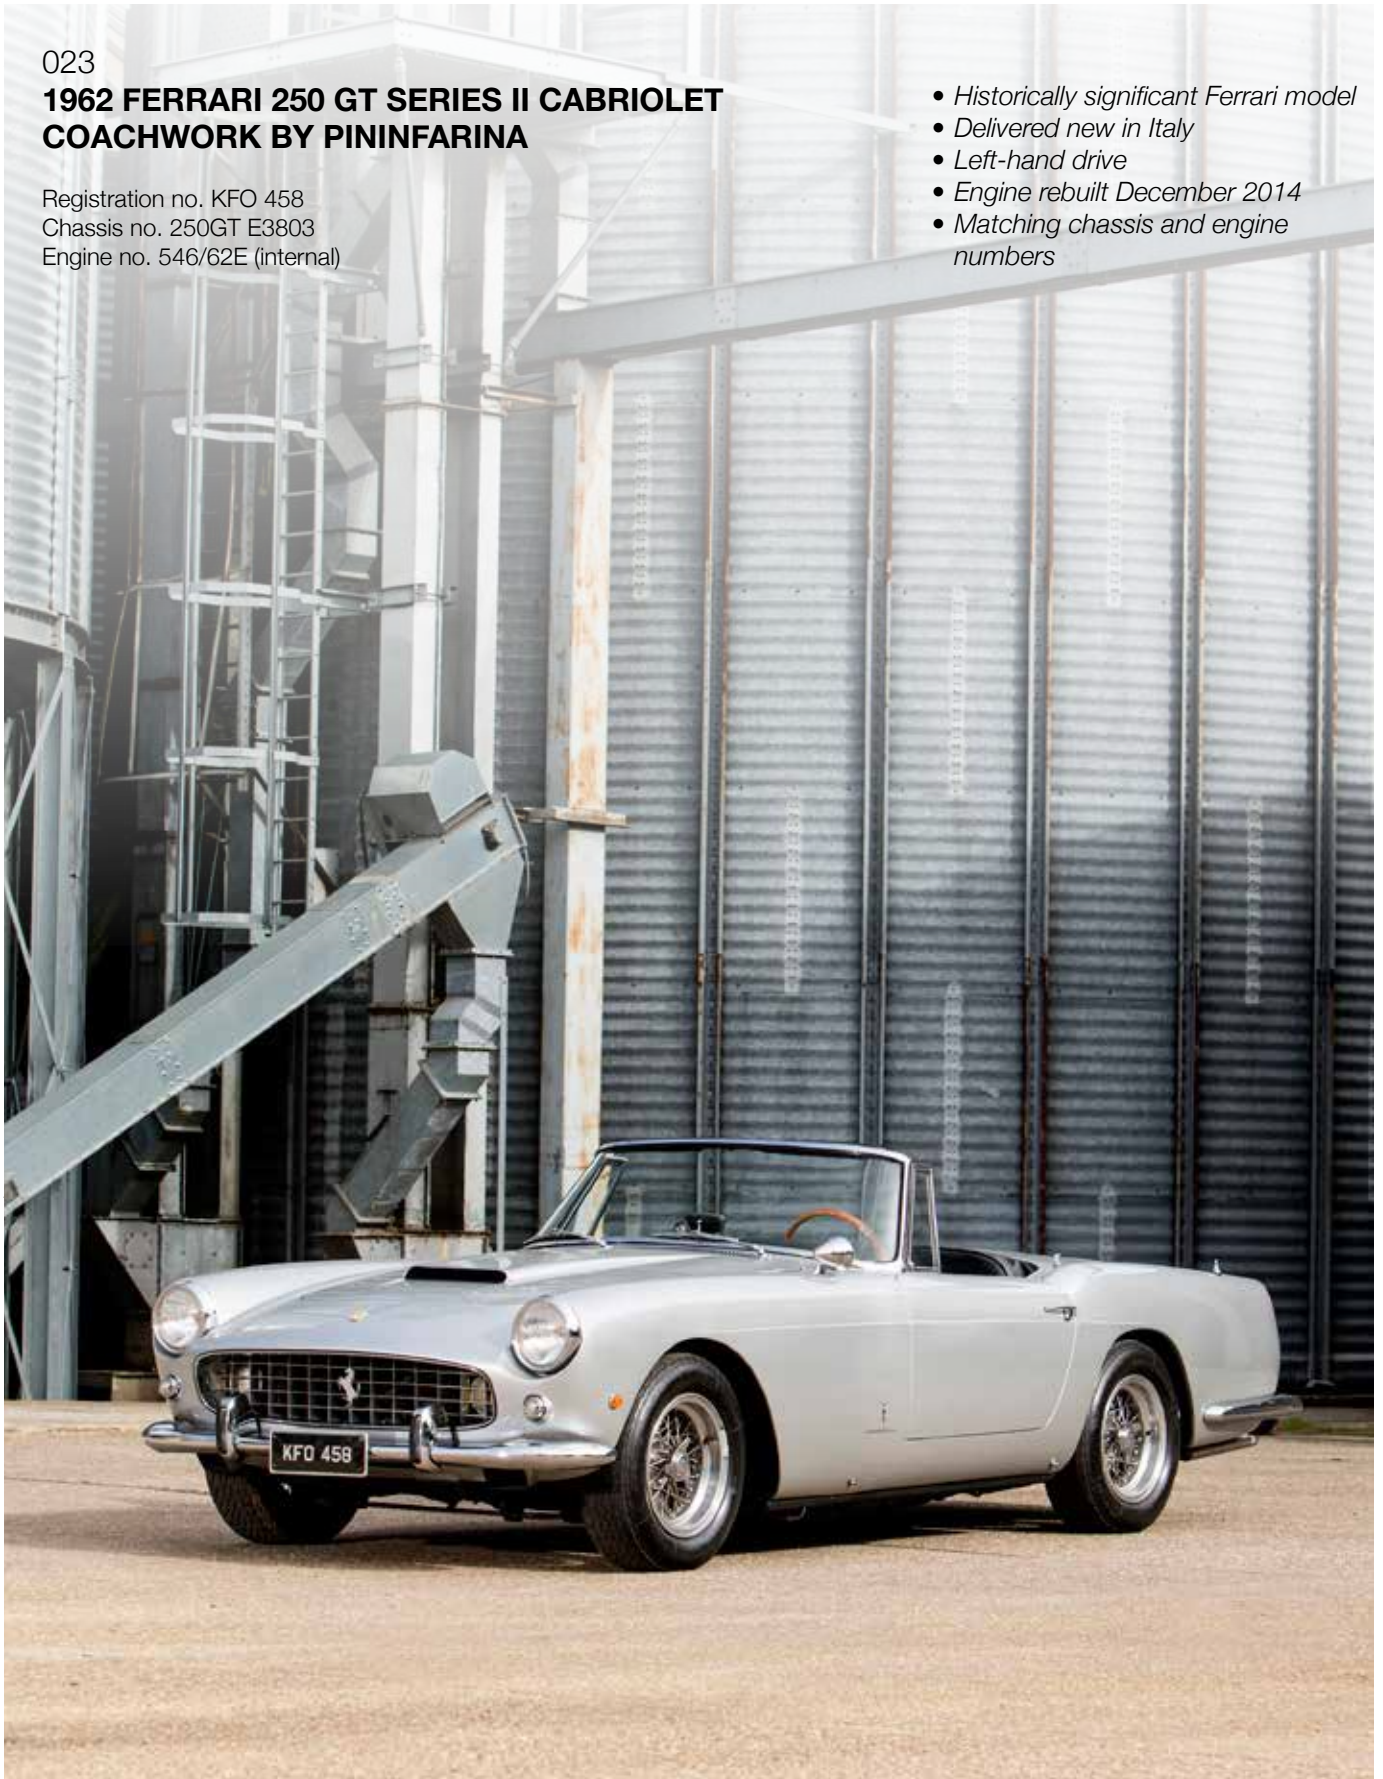 023
1962 FERRARI 250 GT SERIES II CABRIOLET
COACHWORK BY PININFARINA
Registration no. KFO 458
Chassis no. 250GT E3803
Engine no. 546/62E (internal)
• Historically significant Ferrari model
• Delivered new in Italy
• Left-hand drive
• Engine rebuilt December 2014
• Matching chassis and engine
numbers
KFO 458